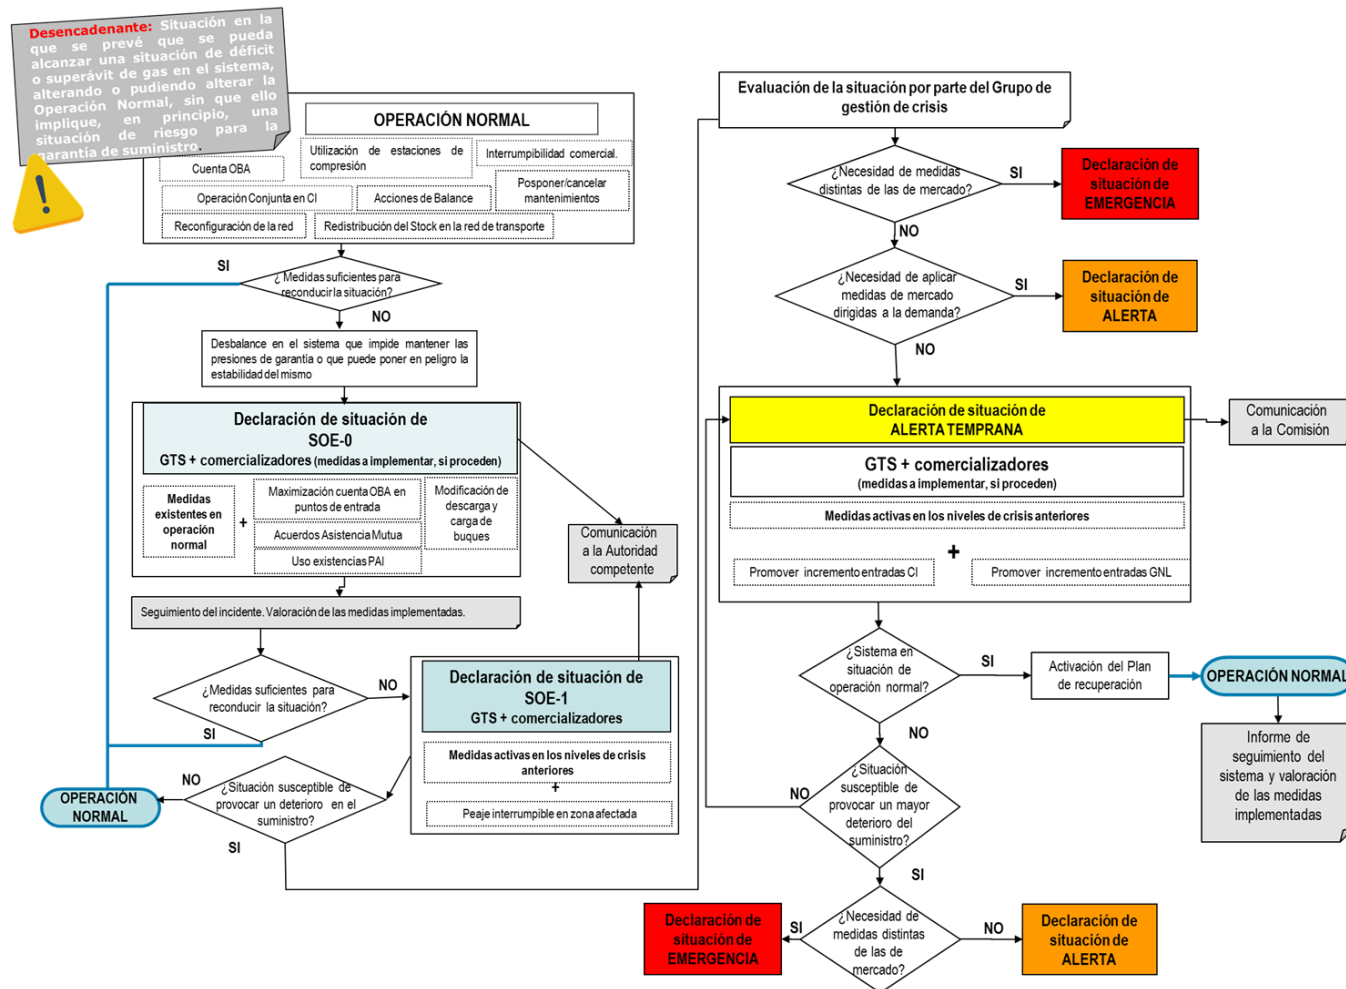 Desencadenante: Situación en la
que se prevé que se pueda
alcanzar una situación de déficit
o superávit de gas en el sistema,
alterando o pudiendo alterar la
Operación Normal, sin que ello
implique, en principio, una
situación de riesgo para la
garantía de suministro.
OPERACIÓN NORMAL
Cuenta OBA
Utilización de estaciones de
compresión
Interrumpibilidad comercial.
Operación Conjunta en CI
Acciones de Balance
Posponer/cancelar
mantenimientos
Reconfiguración de la red
Redistribución del Stock en la red de transporte
SI
¿ Medidas suficientes para
reconducir la situación?
NO
Desbalance en el sistema que impide mantener las
presiones de garantía o que puede poner en peligro la
estabilidad del mismo
Declaración de situación de
SOE-0
GTS + comercializadores (medidas a implementar, si proceden)
Medidas
existentes en
operación
normal
+
Maximización cuenta OBA en
puntos de entrada
Acuerdos Asistencia Mutua
Uso existencias PAI
Modificación de
descarga y
carga de
buques
Comunicación
a la Autoridad
competente
Seguimiento del incidente. Valoración de las medidas implementadas.
¿Medidas suficientes para
reconducir la situación?
NO
SI
Declaración de situación de
SOE-1
GTS + comercializadores
Medidas activas en los niveles de crisis
anteriores
+
Peaje interrumpible en zona afectada
¿Situación susceptible de
provocar un deterioro en el
suministro?
NO
SI
OPERACIÓN
NORMAL
Evaluación de la situación por parte del Grupo de
gestión de crisis
¿Necesidad de medidas
distintas de las de mercado?
SI
Declaración de
situación de
EMERGENCIA
NO
¿Necesidad de aplicar
medidas de mercado
dirigidas a la demanda?
SI
Declaración de
situación de
ALERTA
NO
Declaración de situación de
ALERTA TEMPRANA
Comunicación
a la Comisión
GTS + comercializadores
(medidas a implementar, si proceden)
Medidas activas en los niveles de crisis anteriores
+
Promover incremento entradas CI
Promover incremento entradas GNL
¿Sistema en
situación de
operación normal?
SI
Activación del Plan
de recuperación
OPERACIÓN NORMAL
NO
Informe de
seguimiento del
sistema y valoración
de las medidas
implementadas
¿Situación
susceptible de
provocar un mayor
deterioro del
suministro?
NO
SI
¿Necesidad de
medidas distintas
de las de
mercado?
SI
Declaración de
situación de
EMERGENCIA
NO
Declaración de
situación de
ALERTA